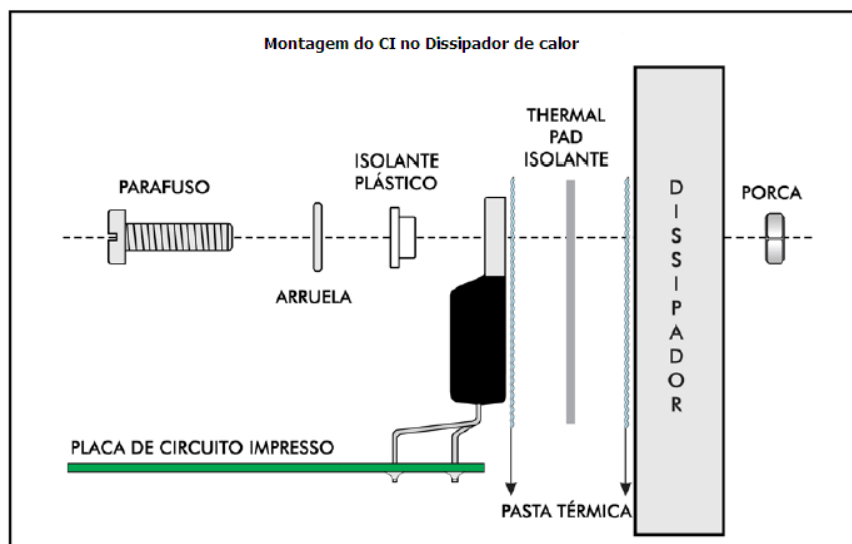 Montagem do CI no Dissipador de calor
THERMAL
PAD
ISOLANTE
ISOLANTE
PLÁSTICO
PARAFUSO
PORCA
ARRUELA
DISSIPADOR
PLACA DE CIRCUITO IMPRESSO
PASTA TÉRMICA